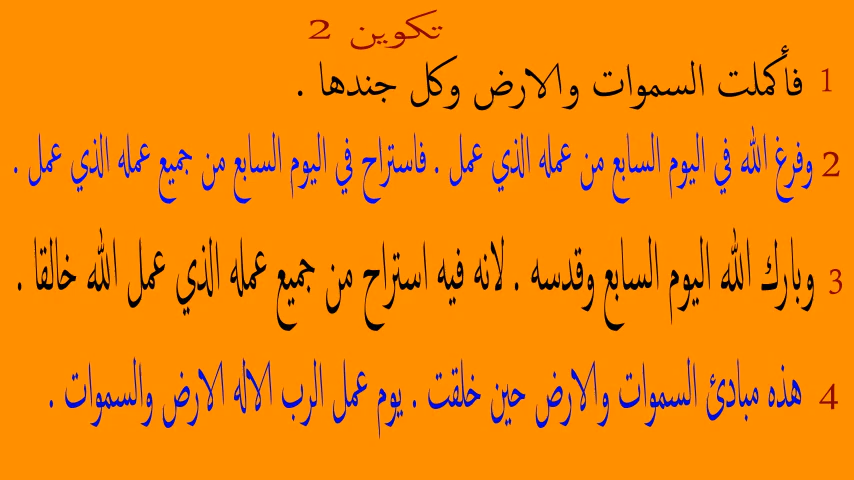 تكوين 2
1 فأكملت السموات والارض وكل جندها .
2 وفرغ الله في اليوم السابع من عمله الذي عمل . فاستراح في اليوم السابع من جميع عمله الذي عمل .
3 وبارك الله اليوم السابع وقدسه . لانه فيه استراح من جميع عمله الذي عمل الله خالقا .
4 هذه مبادئ السموات والارض حين خلقت . يوم عمل الرب الاله الارض والسموات .